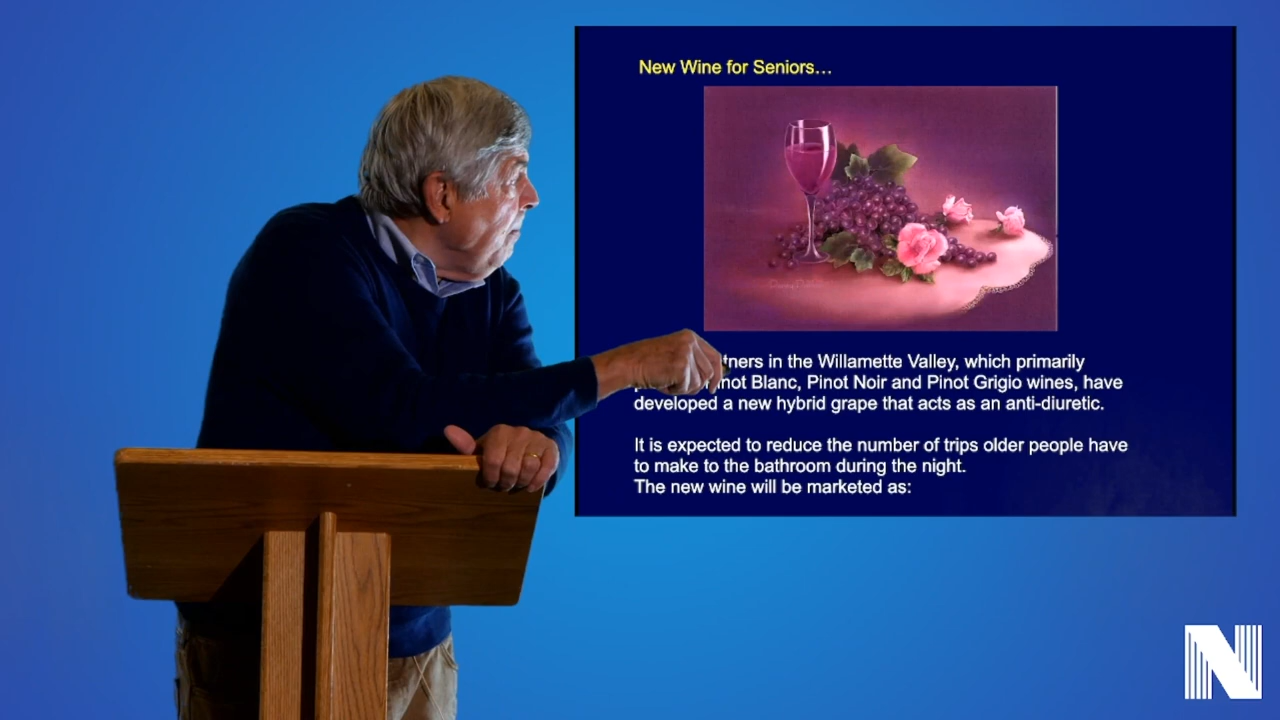 New Wine for Seniors…
tners in the Willamette Valley, which primarily
inot Blanc, Pinot Noir and Pinot Grigio wines, have
developed a new hybrid grape that acts as an anti-diuretic.
It is expected to reduce the number of trips older people have
to make to the bathroom during the night.
The new wine will be marketed as:
N